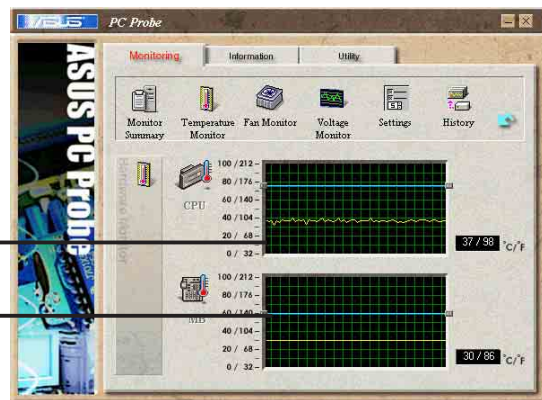 ASUS PC Probe
Monitoring Information Utility
Monitor Summary
Temperature Monitor
Fan Monitor
Voltage Monitor
Settings
History
ASUS PC Probe
Hardware Monitor
CPU
100 / 212
80 / 176
60 / 140
40 / 104
20 / 68
0 / 32
37 / 98 °C/°F
MB
100 / 212
80 / 176
60 / 140
40 / 104
20 / 68
0 / 32
30 / 86 °C/°F